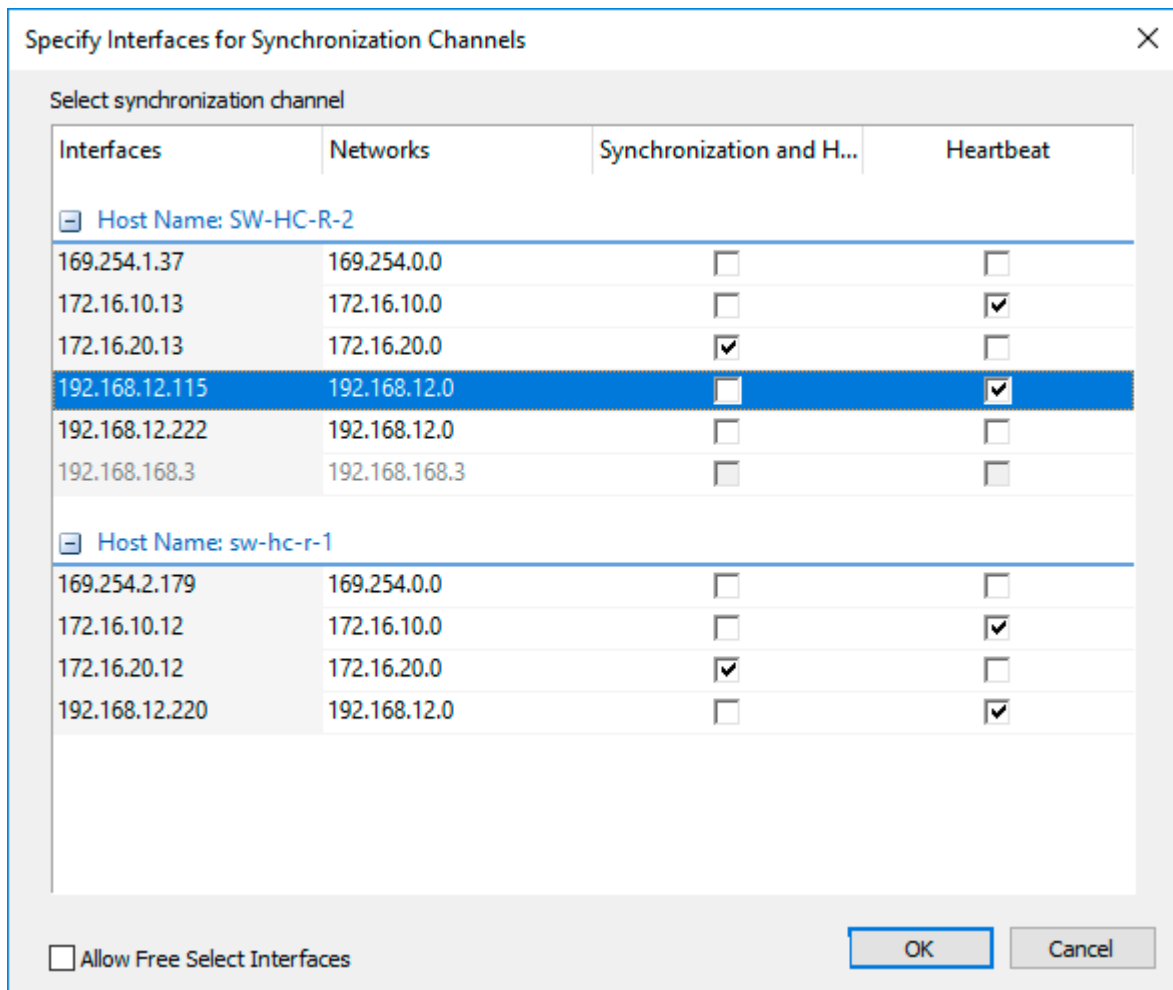 Specify Interfaces for Synchronization Channels
Select synchronization channel
Interfaces Networks Synchronization and H... Heartbeat
Host Name: SW-HC-R-2
169.254.1.37 169.254.0.0
172.16.10.13 172.16.10.0
172.16.20.13 172.16.20.0
192.168.12.115 192.168.12.0
192.168.12.222 192.168.12.0
192.168.168.3 192.168.168.3
Host Name: sw-hc-r-1
169.254.2.179 169.254.0.0
172.16.10.12 172.16.10.0
172.16.20.12 172.16.20.0
192.168.12.220 192.168.12.0
Allow Free Select Interfaces
OK Cancel